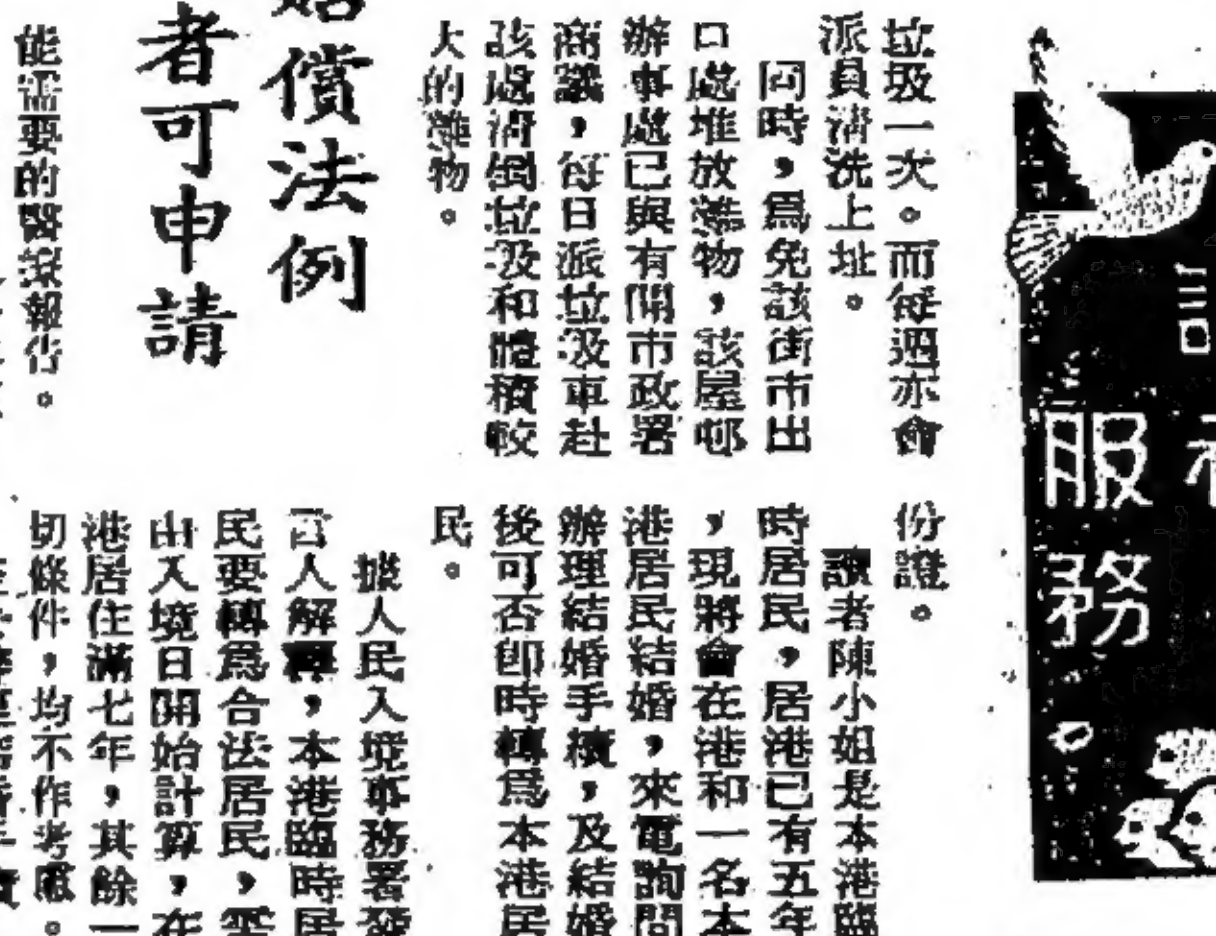 服
務
垃圾一次。而每週亦會
派員清洗上址。
同時，爲免該街市出
口處堆放雜物，該屋邨
辦事處已與有關市政署
商議，每日派垃圾車赴
該處清倒垃圾和體積較
大的雜物。
償法例
者可申請
能需要的醫療報告。
份證。
讀者陳小姐是本港臨
時居民，居港已有五年
，現將會在港和一名本
港居民結婚，來電詢問
辦理結婚手續，及結婚
後可否卽時轉爲本港居
民。
據人民入境事務署發
言人解釋，本港臨時居
民要轉爲合法居民，需
由入境日開始計算，在
港居住滿七年，其餘一
切條件，均不作考慮。